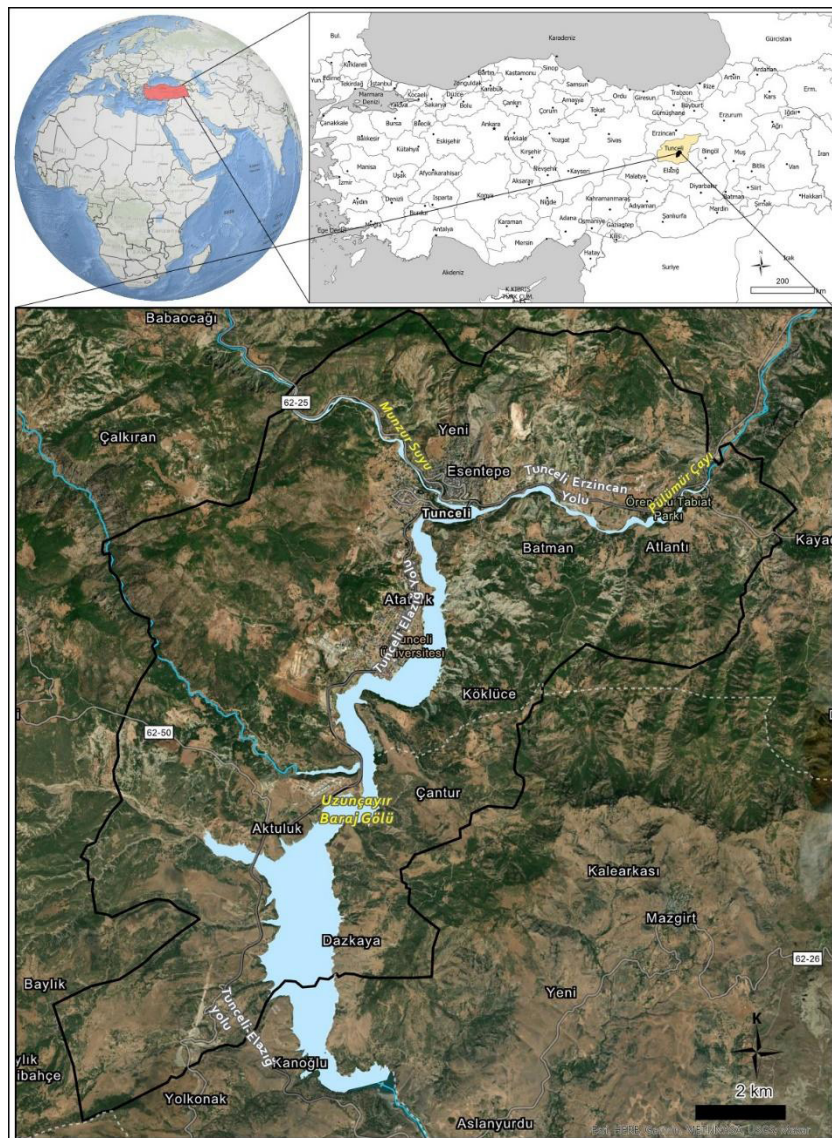 Karadeniz
Gürcistan
Bul.
Kırklareli
Edirne
Tekirdağ
İstanbul
Yun.
Marmara
Denizi
Yalova
Kocaeli
Sakarya
Düzce
Bolu
Zonguldak
Bartın
Karabük
Kastamonu
Sinop
Çankırı
Samsun
Amasya
Çorum
Ordu
Tokat
Giresun
Trabzon
Rize
Artvin
Ardahan
Kars
Erm.
Iğdır
Ağrı
Gümüşhane
Bayburt
Erzurum
Erzincan
Çanakkale
Balıkesir
Bursa
Bilecik
Eskişehir
Ankara
Kırıkkale
Yozgat
Sivas
Tunceli
Bingöl
Muş
Bitlis
Van
İran
Kütahya
Manisa
Uşak
Afyonkarahisar
Kırşehir
Nevşehir
Kayseri
Malatya
Elazığ
Diyarbakır
Batman
Siirt
Hakkari
Şırnak
Mardin
İzmir
Aydın
Denizli
Isparta
Burdur
Konya
Aksaray
Niğde
Kahramanmaraş
Adıyaman
Şanlıurfa
Ege Denizi
Muğla
Antalya
Karaman
Mersin
Adana
Osmaniye
Gaziantep
Kilis
Hatay
Akdeniz
K.KIBRIS
TÜRK CUM.
Suriye
Irak
N
200
km
Babaocağı
62-25
Çalkıran
Munzur Suyu
Yeni
Esentepe
Tunceli Erzincan
Yolu
Pülümür Çayı
Tabiat
Parkı
Tunceli
Batman
Atlantı
Tunceli Elazığ Yolu
Üniversitesi
Köklüce
62-50
Uzunçayır
Baraj Gölü
Çantur
Aktuluk
Kalearkası
Mazgirt
Dazkaya
62-26
Baylık
Yeni
Tunceli-Elazığ
yolu
Kanoğlu
Yolkonak
Aslanyurdu
K
2 km